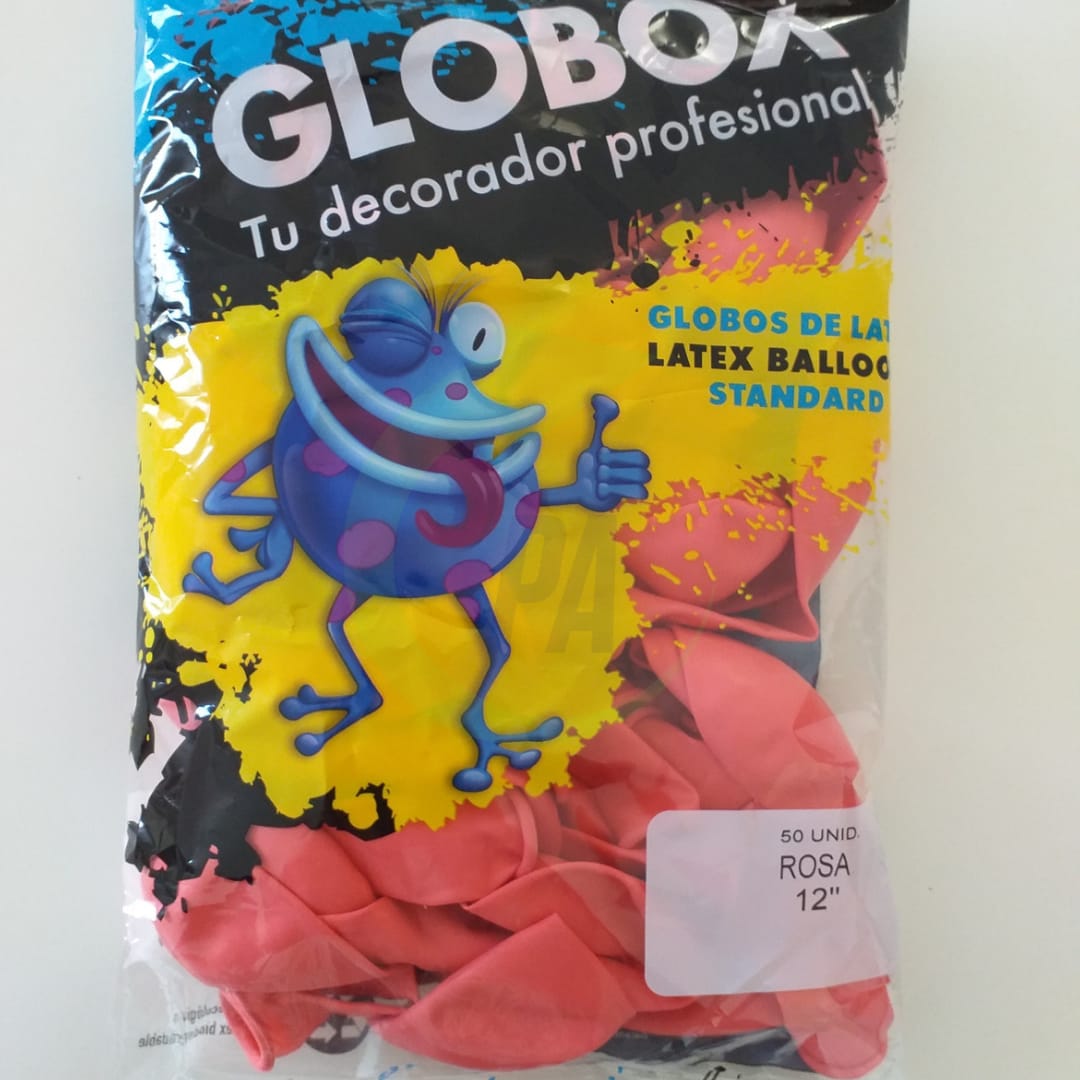 GLOBOX
Tu decorador profesional
GLOBOS DE LAT
LATEX BALLOO
STANDARD
50 UNID.
ROSA
12"